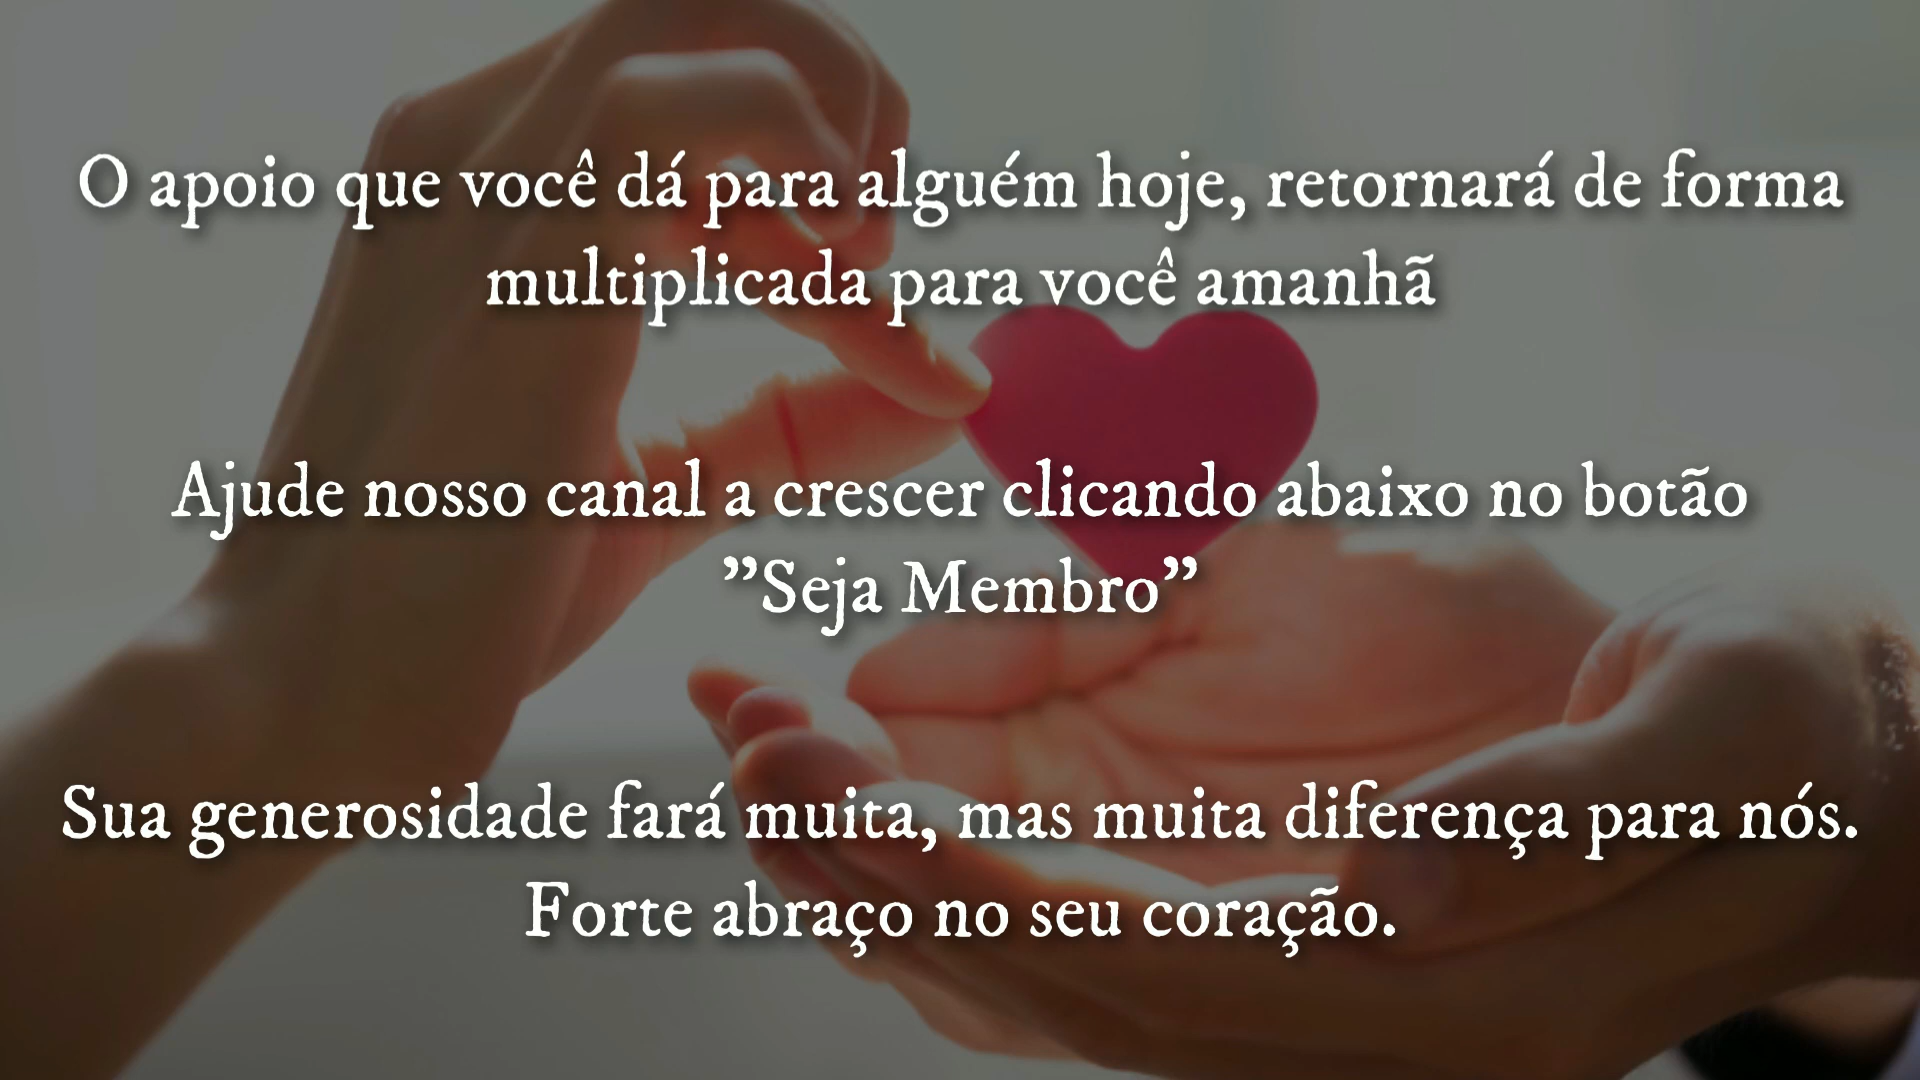 O apoio que você dá para alguém hoje, retornará de forma
multiplicada para você amanhã
Ajude nosso canal a crescer clicando abaixo no botão
”Seja Membro”
Sua generosidade fará muita, mas muita diferença para nós.
Forte abraço no seu coração.